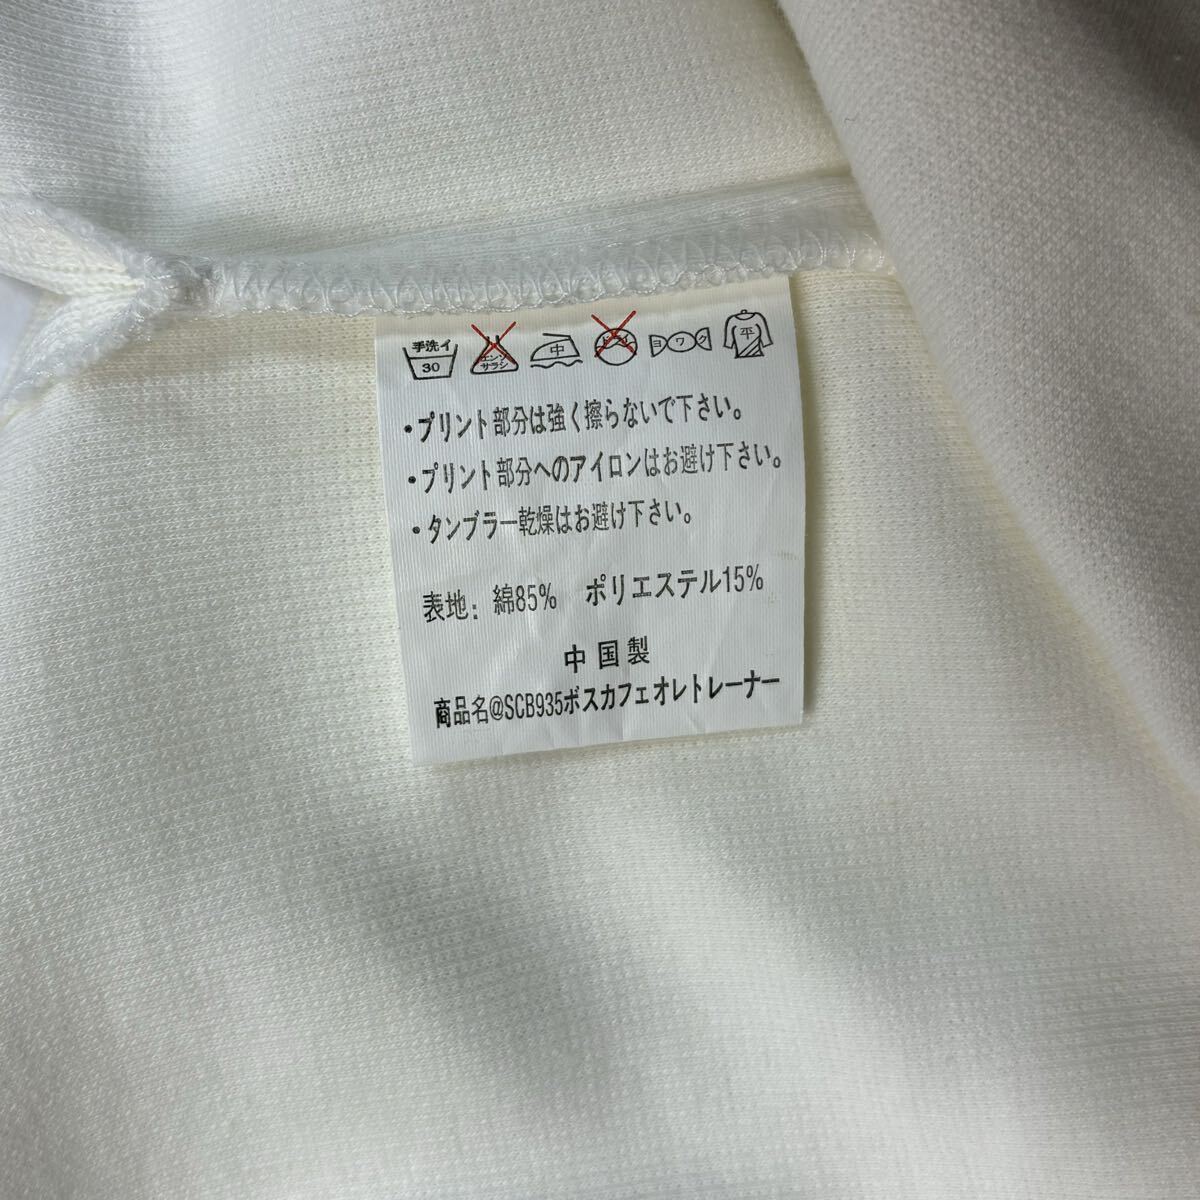 手洗イ 30 エンソ サラシ 中 ドライ ヨワク 平
・プリント部分は強く擦らないで下さい。
・プリント部分へのアイロンはお避け下さい。
・タンブラー乾燥はお避け下さい。
表地: 綿85% ポリエステル15%
中国製
商品名@SCB935ボスカフェオレトレーナー